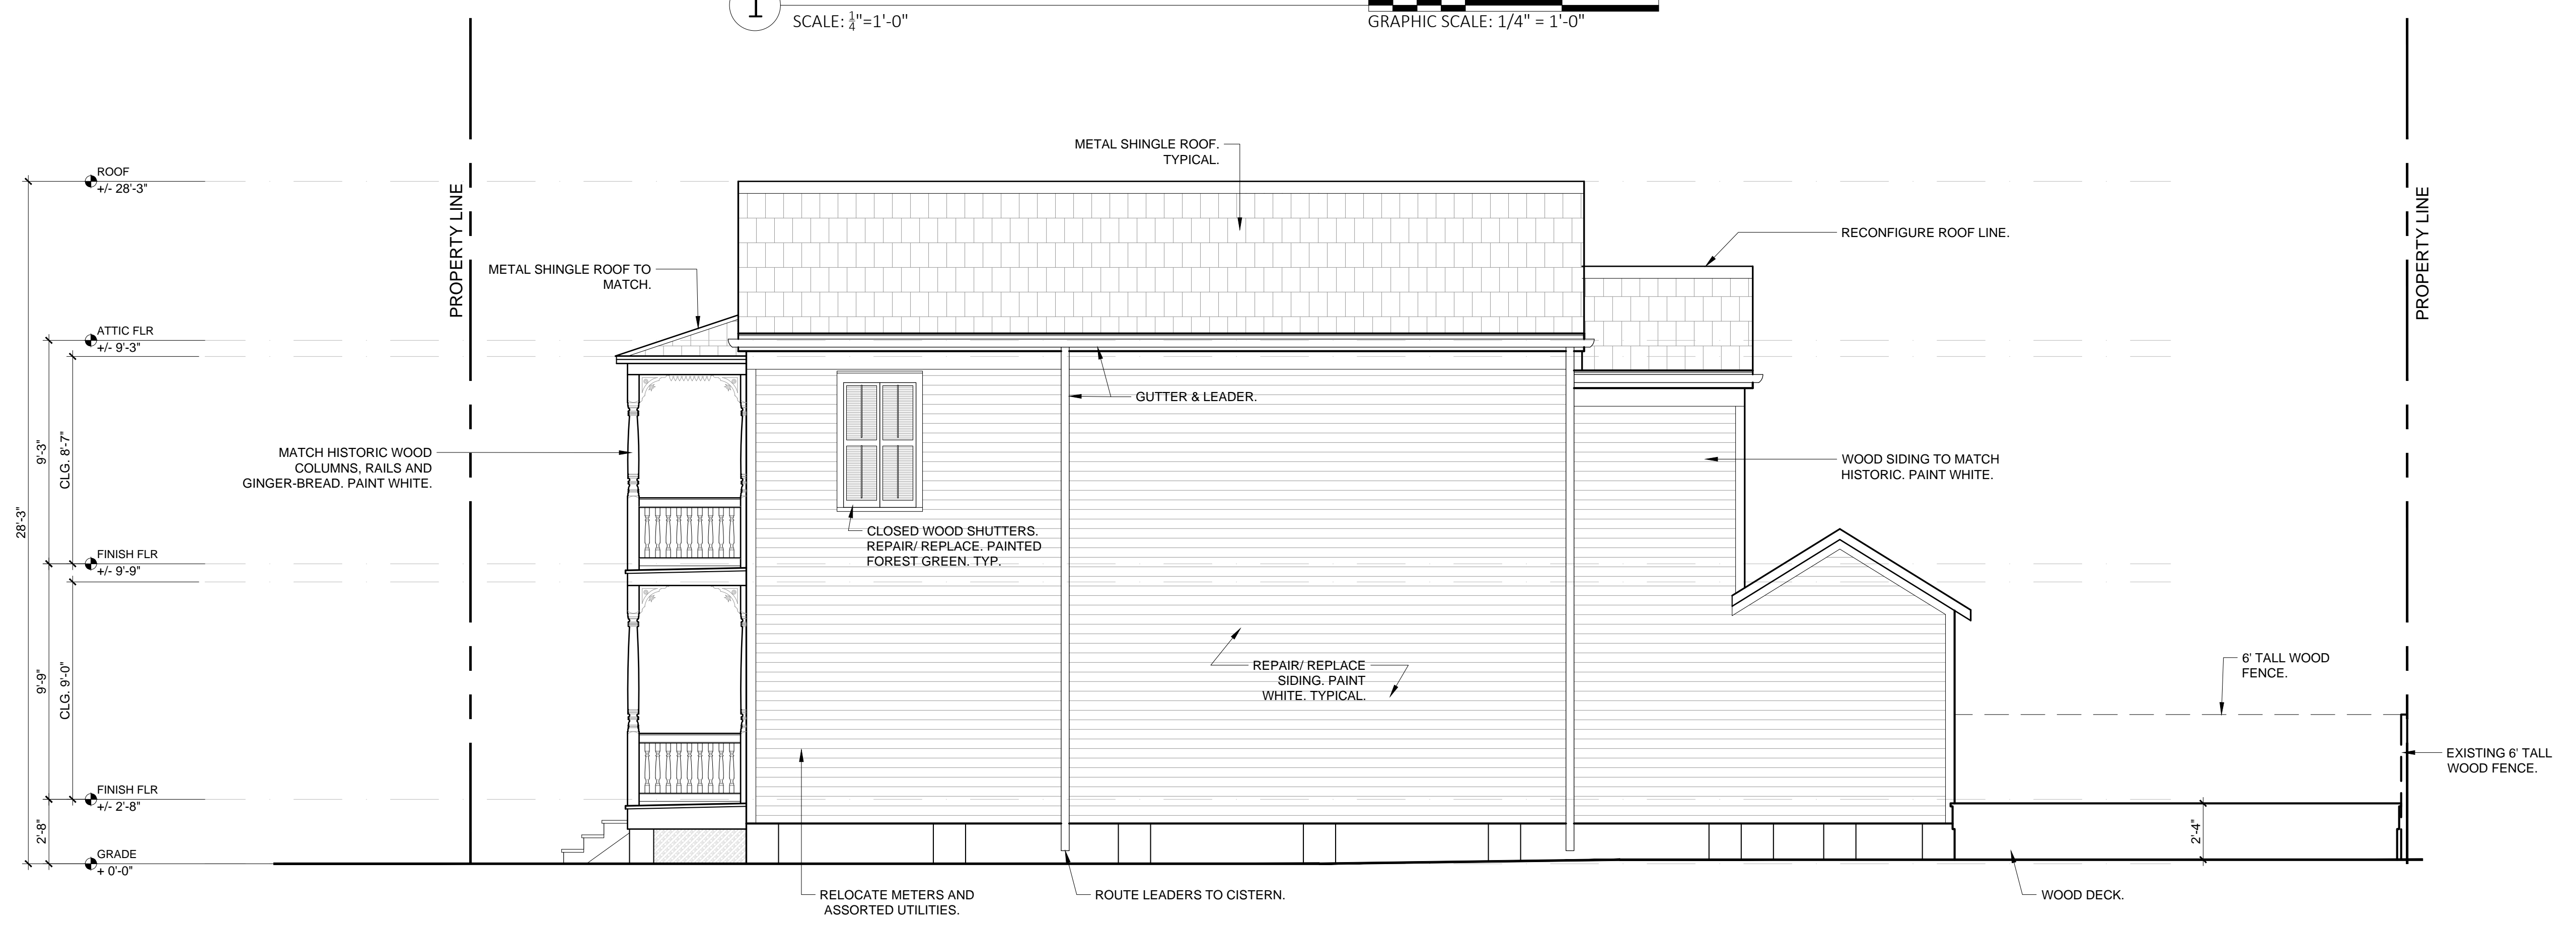 1
SCALE: 1/4"=1'-0"
GRAPHIC SCALE: 1/4" = 1'-0"
METAL SHINGLE ROOF.
TYPICAL.
ROOF
+/- 28'-3"
PROPERTY LINE
PROPERTY LINE
RECONFIGURE ROOF LINE.
METAL SHINGLE ROOF TO
MATCH.
ATTIC FLR
+/- 9'-3"
GUTTER & LEADER.
9'-3"
CLG. 8'-7"
MATCH HISTORIC WOOD
COLUMNS, RAILS AND
GINGER-BREAD. PAINT WHITE.
WOOD SIDING TO MATCH
HISTORIC. PAINT WHITE.
28'-3"
CLOSED WOOD SHUTTERS.
REPAIR/ REPLACE. PAINTED
FOREST GREEN. TYP.
FINISH FLR
+/- 9'-9"
9'-9"
CLG. 9'-0"
REPAIR/ REPLACE
SIDING. PAINT
WHITE. TYPICAL.
6' TALL WOOD
FENCE.
EXISTING 6' TALL
WOOD FENCE.
FINISH FLR
+/- 2'-8"
2'-8"
2'-4"
GRADE
+ 0'-0"
RELOCATE METERS AND
ASSORTED UTILITIES.
ROUTE LEADERS TO CISTERN.
WOOD DECK.